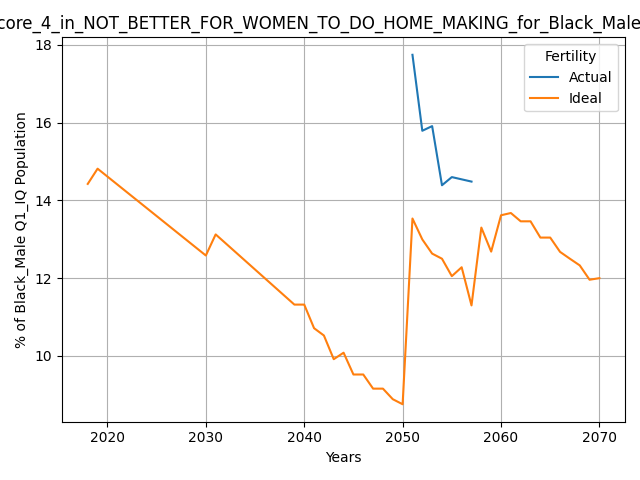 core_4_in_NOT_BETTER_FOR_WOMEN_TO_DO_HOME_MAKING_for_Black_Male
18
16
14
12
10
% of Black_Male Q1_IQ Population
Fertility
Actual
Ideal
2020 2030 2040 2050 2060 2070
Years